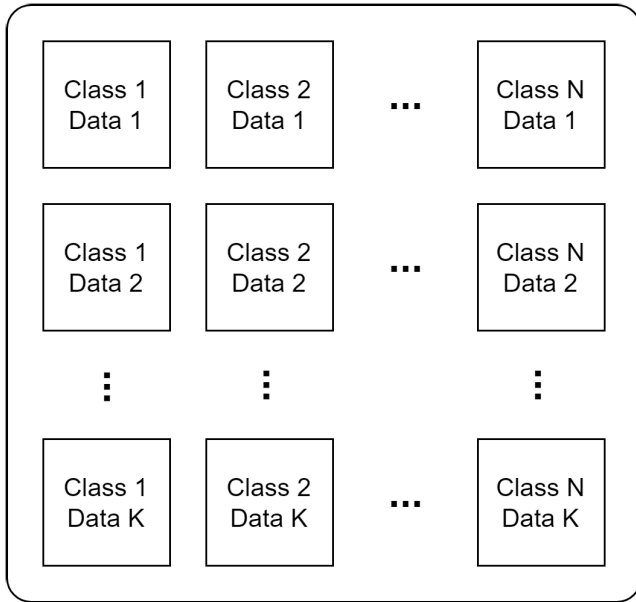 Class 1
Data 1
Class 2
Data 1
...
Class N
Data 1
Class 1
Data 2
Class 2
Data 2
...
Class N
Data 2
⋮
⋮
⋮
Class 1
Data K
Class 2
Data K
...
Class N
Data K